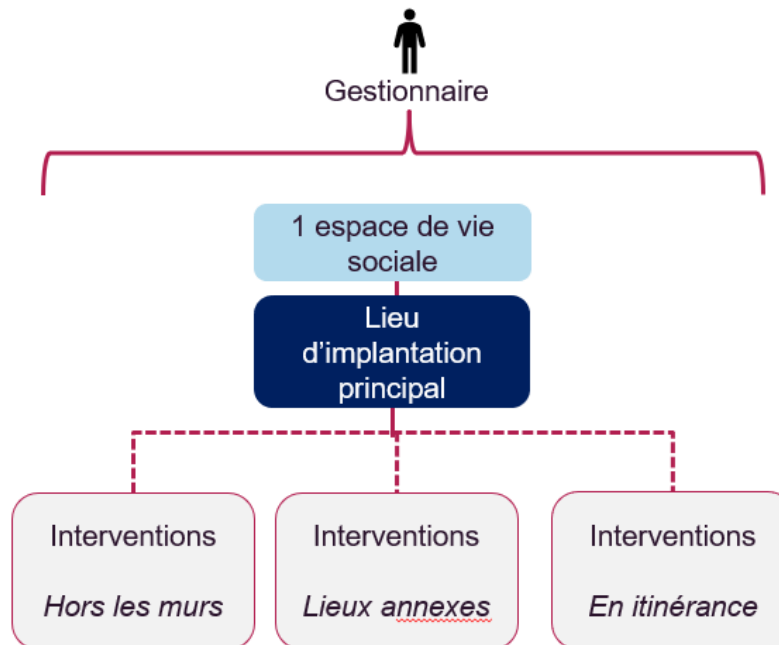 Gestionnaire
1 espace de vie
sociale
Lieu
d’implantation
principal
Interventions
Hors les murs
Interventions
Lieux annexes
Interventions
En itinérance